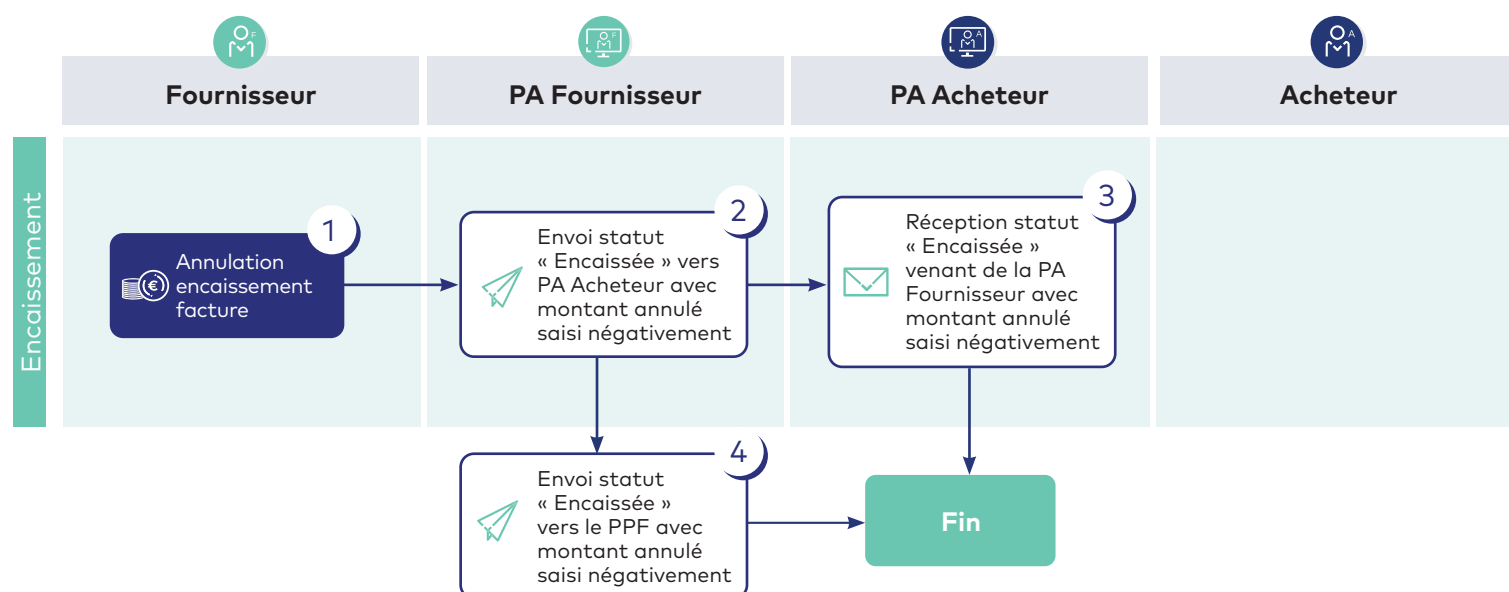 Fournisseur
PA Fournisseur
PA Acheteur
Acheteur
Encaissement
1
Annulation
encaissement
facture
2
Envoi statut
« Encaissée » vers
PA Acheteur avec
montant annulé
saisi négativement
3
Réception statut
« Encaissée »
venant de la PA
Fournisseur avec
montant annulé
saisi négativement
4
Envoi statut
« Encaissée »
vers le PPF avec
montant annulé
saisi négativement
Fin
F
F
A
A
€